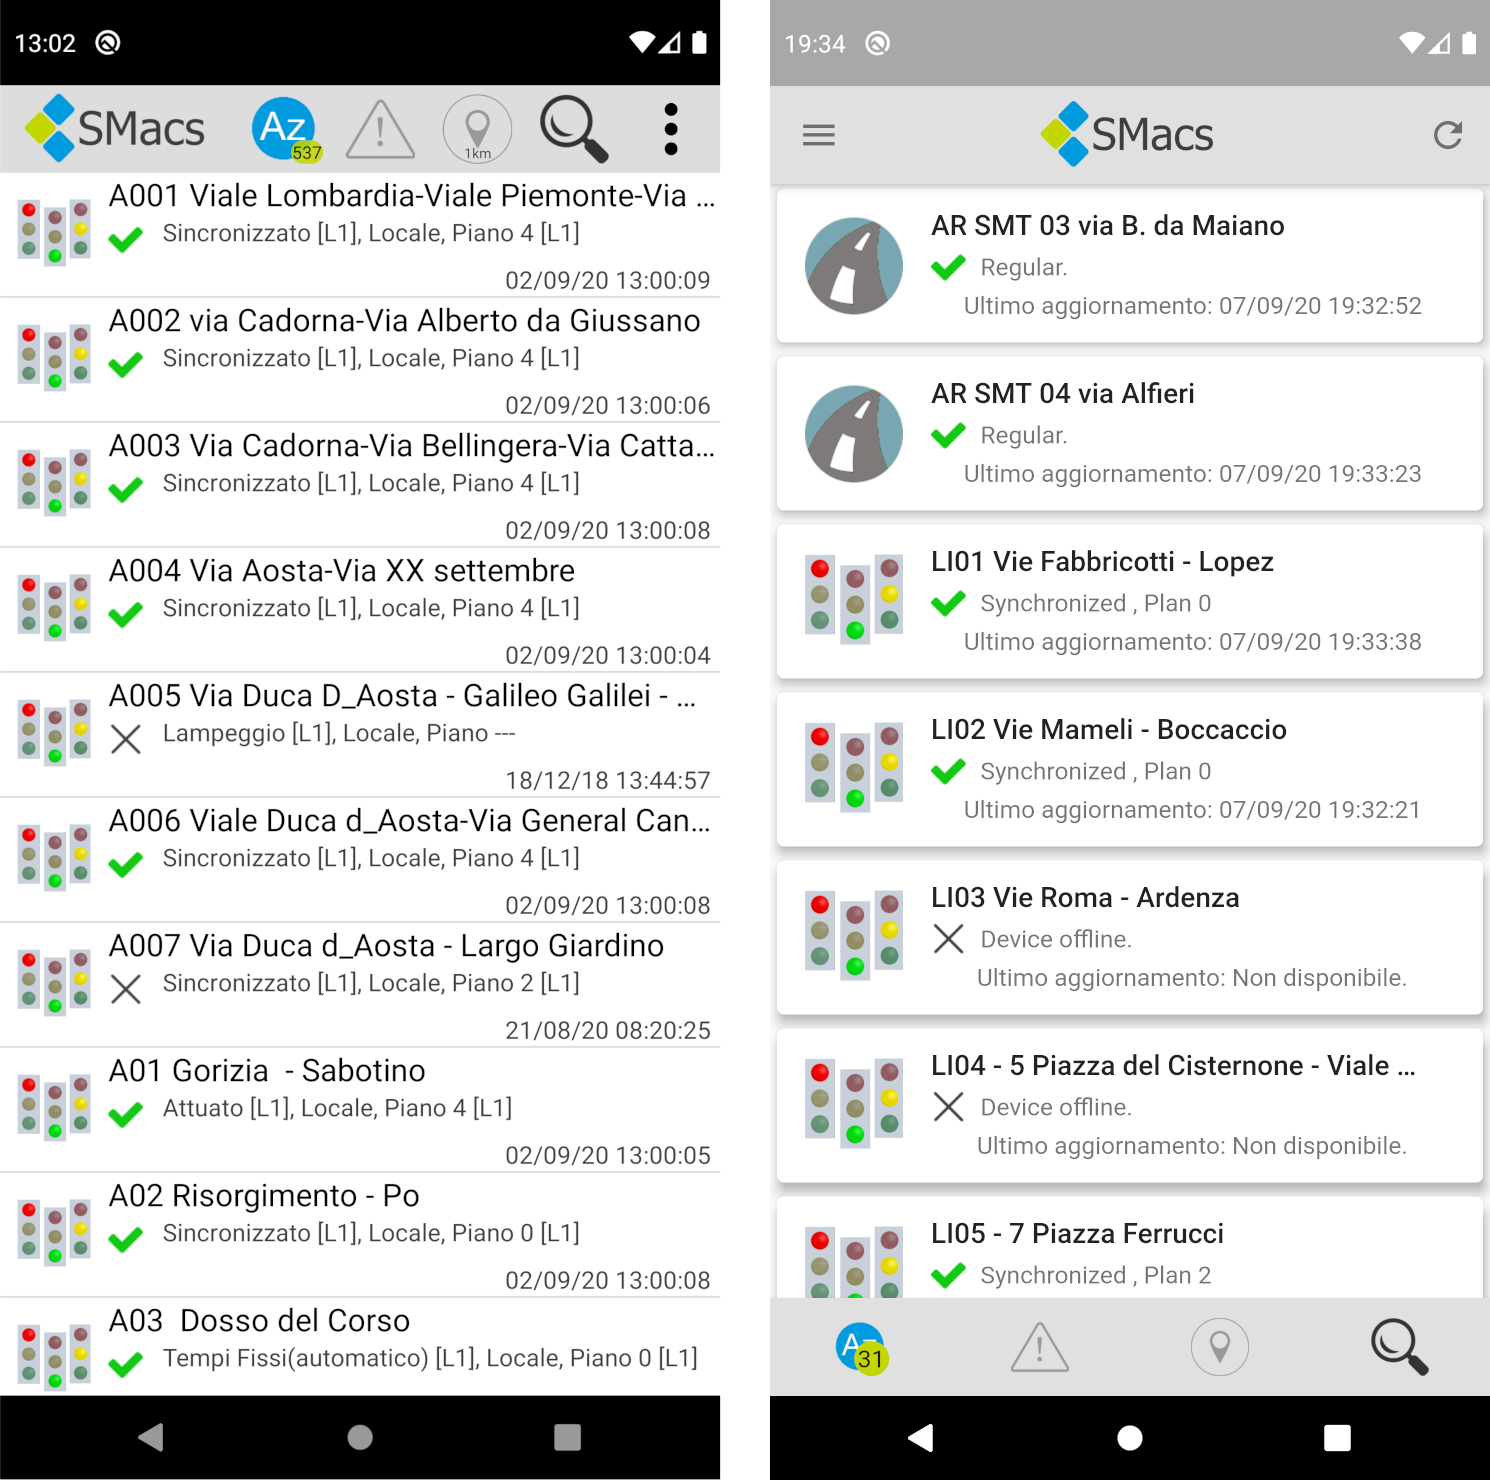 13:02
SMacs
Az
537
1km
A001 Viale Lombardia-Viale Piemonte-Via ...
Sincronizzato [L1], Locale, Piano 4 [L1]
02/09/20 13:00:09
A002 via Cadorna-Via Alberto da Giussano
Sincronizzato [L1], Locale, Piano 4 [L1]
02/09/20 13:00:06
A003 Via Cadorna-Via Bellingera-Via Catta...
Sincronizzato [L1], Locale, Piano 4 [L1]
02/09/20 13:00:08
A004 Via Aosta-Via XX settembre
Sincronizzato [L1], Locale, Piano 4 [L1]
02/09/20 13:00:04
A005 Via Duca D_Aosta - Galileo Galilei - ...
Lampeggio [L1], Locale, Piano ---
18/12/18 13:44:57
A006 Viale Duca d_Aosta-Via General Can...
Sincronizzato [L1], Locale, Piano 4 [L1]
02/09/20 13:00:08
A007 Via Duca d_Aosta - Largo Giardino
Sincronizzato [L1], Locale, Piano 2 [L1]
21/08/20 08:20:25
A01 Gorizia  - Sabotino
Attuato [L1], Locale, Piano 4 [L1]
02/09/20 13:00:05
A02 Risorgimento - Po
Sincronizzato [L1], Locale, Piano 0 [L1]
02/09/20 13:00:08
A03  Dosso del Corso
Tempi Fissi(automatico) [L1], Locale, Piano 0 [L1]
19:34
SMacs
AR SMT 03 via B. da Maiano
Regular.
Ultimo aggiornamento: 07/09/20 19:32:52
AR SMT 04 via Alfieri
Regular.
Ultimo aggiornamento: 07/09/20 19:33:23
LI01 Vie Fabbricotti - Lopez
Synchronized , Plan 0
Ultimo aggiornamento: 07/09/20 19:33:38
LI02 Vie Mameli - Boccaccio
Synchronized , Plan 0
Ultimo aggiornamento: 07/09/20 19:32:21
LI03 Vie Roma - Ardenza
Device offline.
Ultimo aggiornamento: Non disponibile.
LI04 - 5 Piazza del Cisternone - Viale ...
Device offline.
Ultimo aggiornamento: Non disponibile.
LI05 - 7 Piazza Ferrucci
Synchronized , Plan 2
Az
31